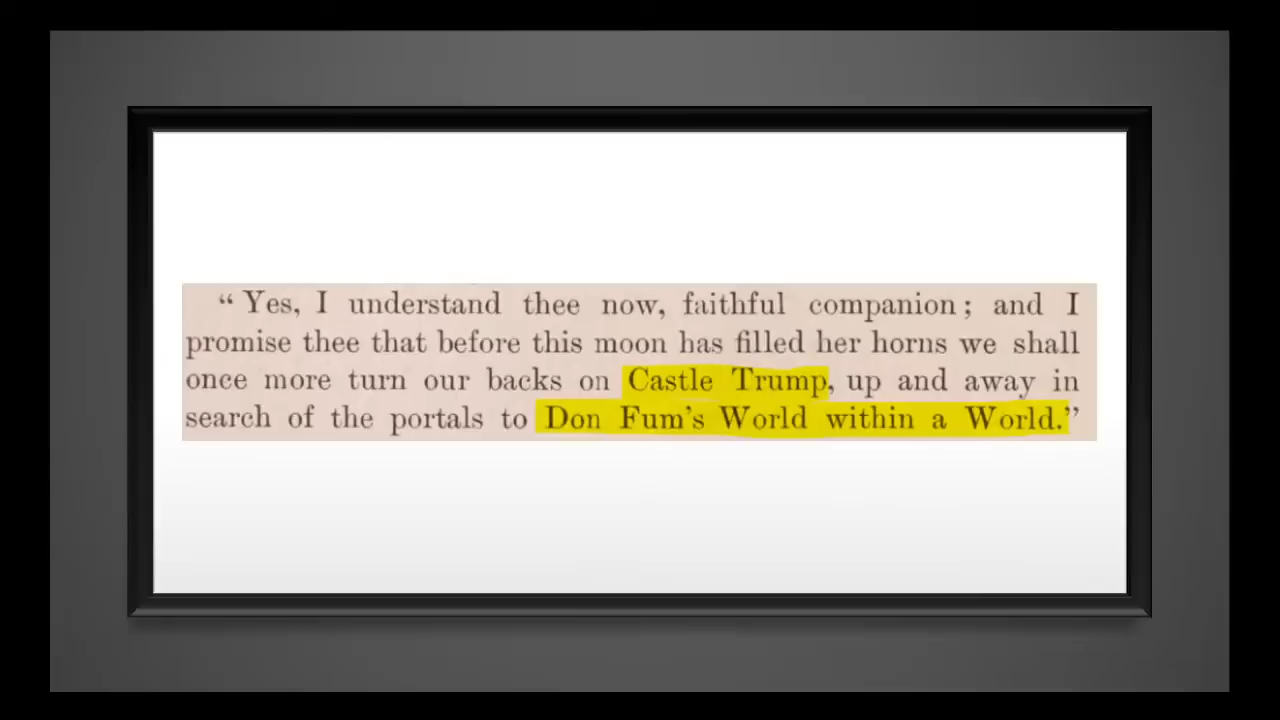 “ Yes, I understand thee now, faithful companion; and I
promise thee that before this moon has filled her horns we shall
once more turn our backs on Castle Trump, up and away in
search of the portals to Don Fum's World within a World.”